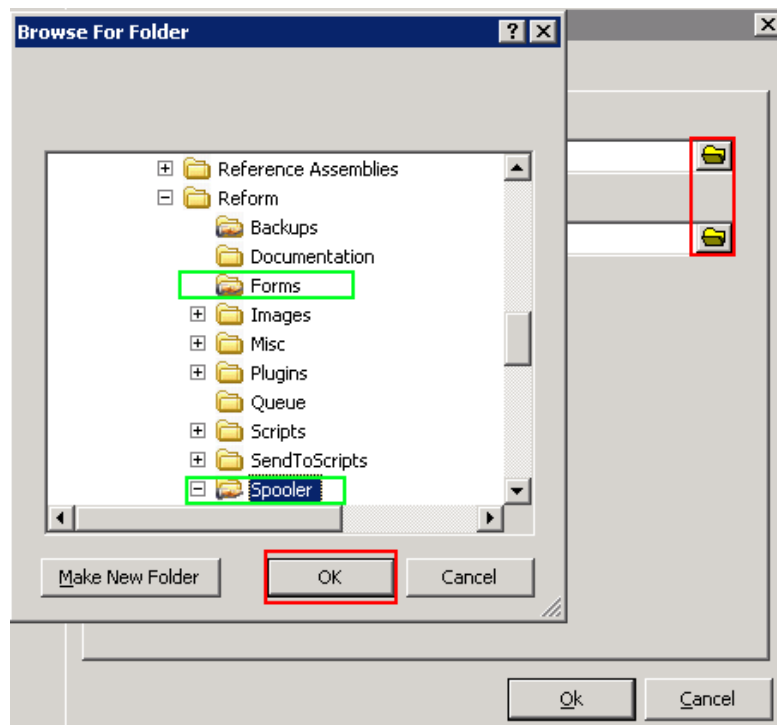 Browse For Folder
Reference Assemblies
Reform
Backups
Documentation
Forms
Images
Misc
Plugins
Queue
Scripts
SendToScripts
Spooler
Make New Folder OK Cancel
Ok Cancel